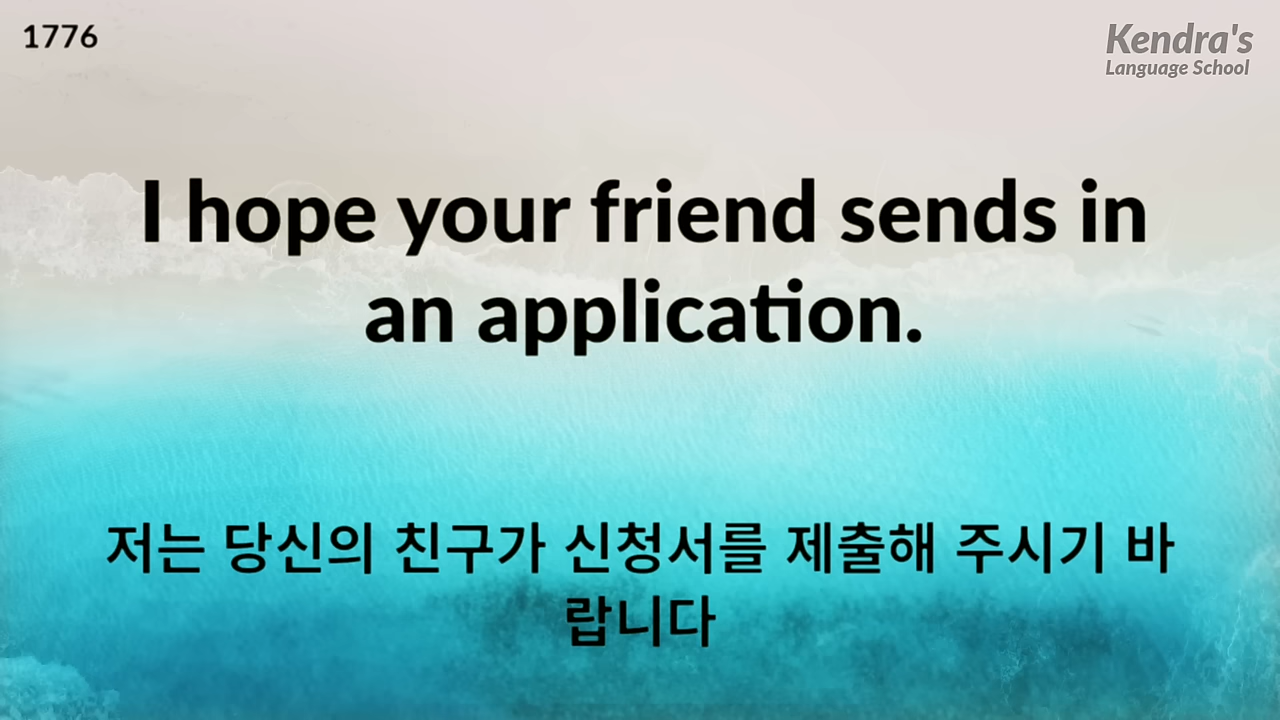 1776
Kendra's
Language School
I hope your friend sends in
an application.
저는 당신의 친구가 신청서를 제출해 주시기 바
랍니다